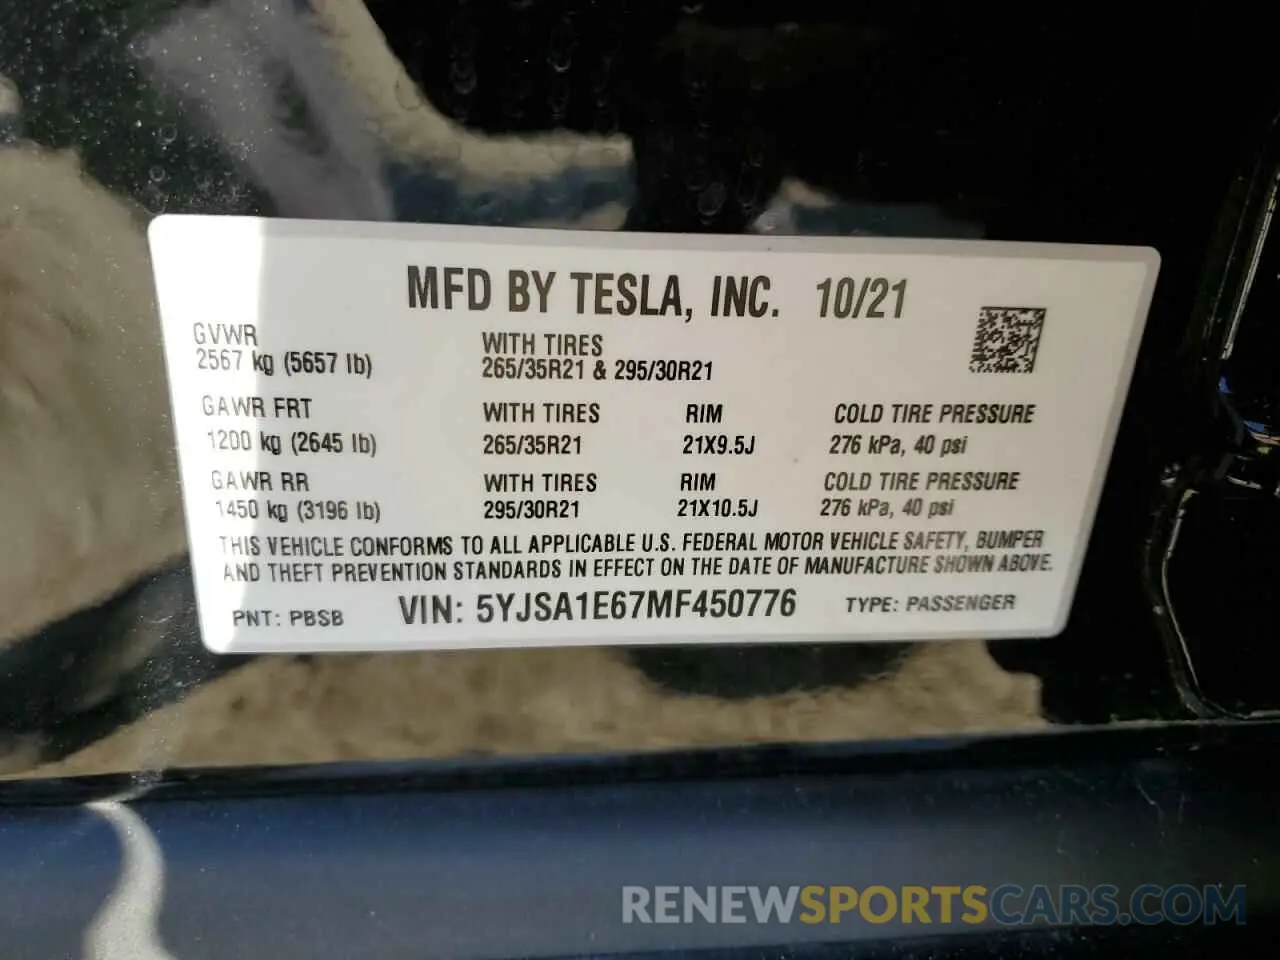 MFD BY TESLA, INC. 10/21
GVWR
2567 kg (5657 lb)
WITH TIRES
265/35R21 & 295/30R21
GAWR FRT WITH TIRES RIM COLD TIRE PRESSURE
1200 kg (2645 lb) 265/35R21 21X9.5J 276 kPa, 40 psi
GAWR RR WITH TIRES RIM COLD TIRE PRESSURE
1450 kg (3196 lb) 295/30R21 21X10.5J 276 kPa, 40 psi
THIS VEHICLE CONFORMS TO ALL APPLICABLE U.S. FEDERAL MOTOR VEHICLE SAFETY, BUMPER
AND THEFT PREVENTION STANDARDS IN EFFECT ON THE DATE OF MANUFACTURE SHOWN ABOVE.
PNT: PBSB VIN: 5YJSA1E67MF450776 TYPE: PASSENGER
RENEWSPORTSCARS.COM